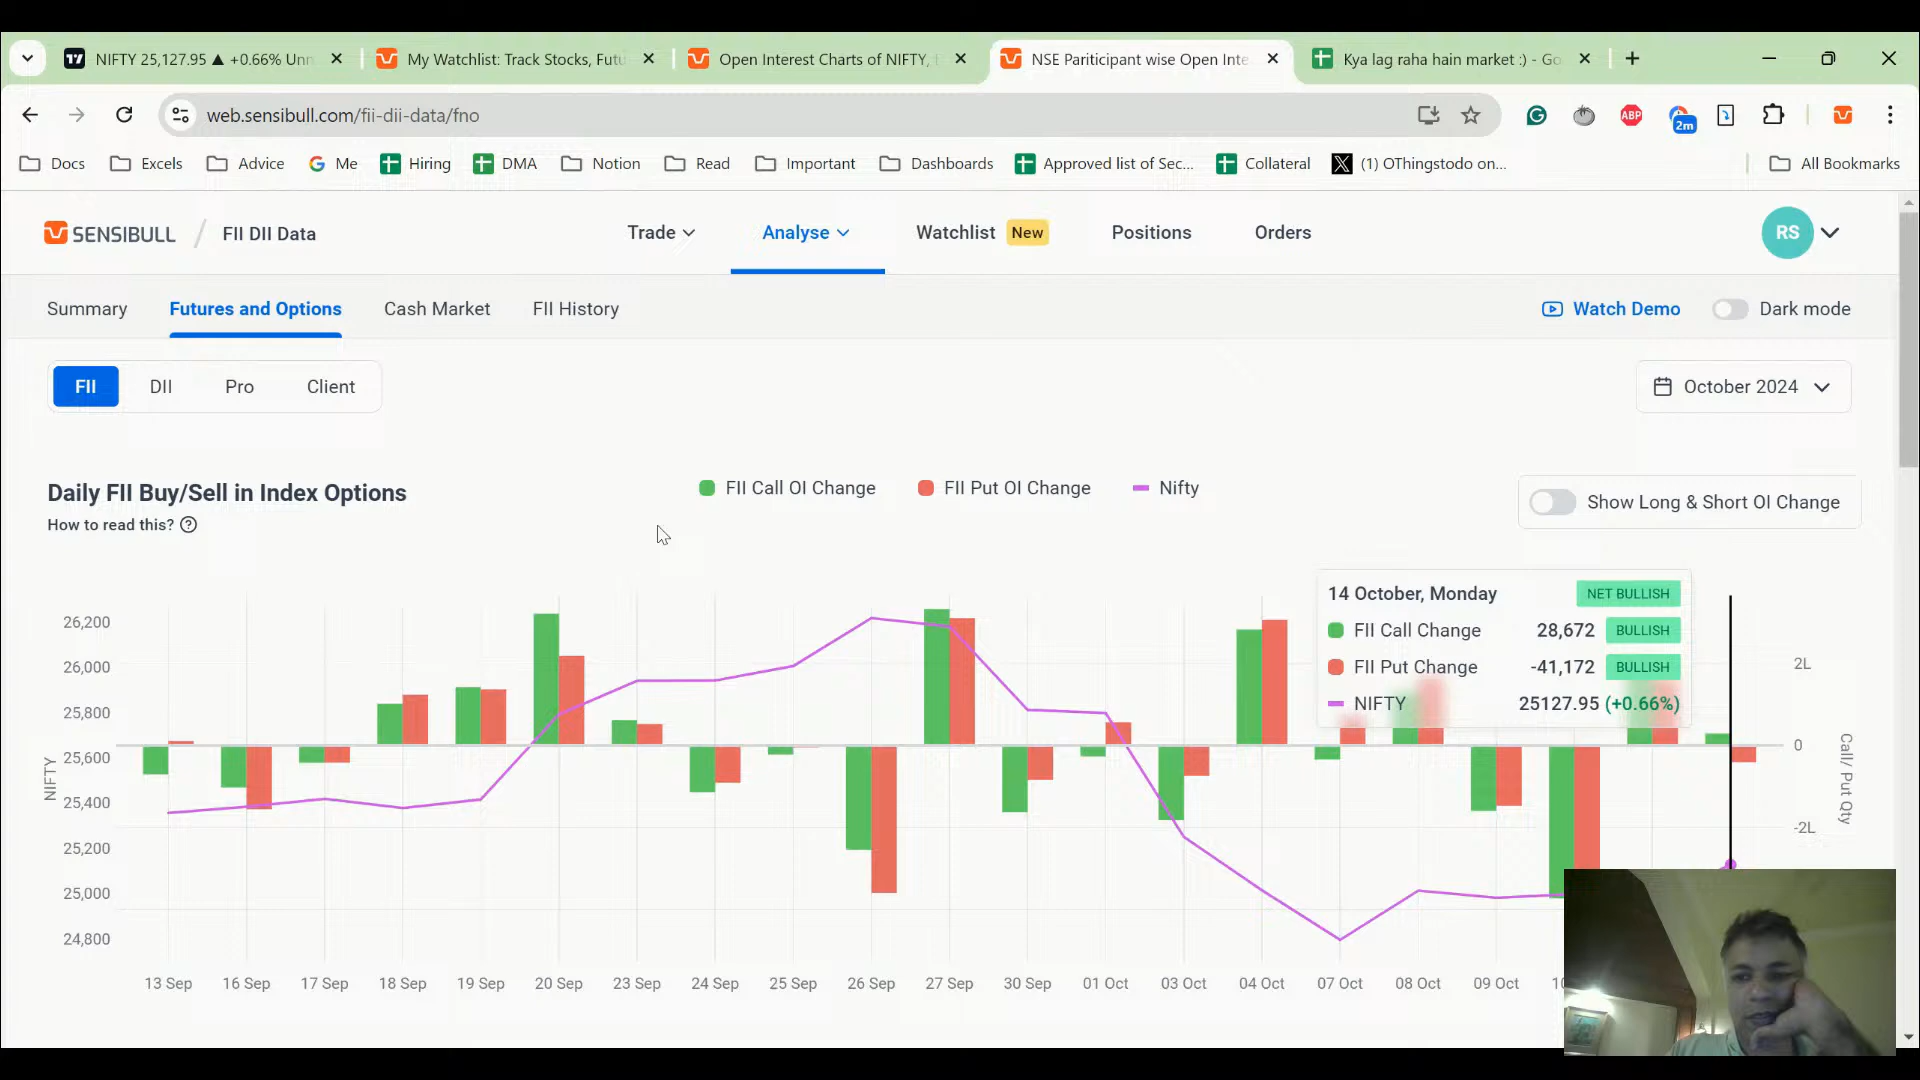 NIFTY 25,127.95 ▲ +0.66% Unn
My Watchlist: Track Stocks, Futu
Open Interest Charts of NIFTY,
NSE Pariticipant wise Open Inte
Kya lag raha hain market :) - Go
web.sensibull.com/fii-dii-data/fno
ABP
2m
Docs
Excels
Advice
Me
Hiring
DMA
Notion
Read
Important
Dashboards
Approved list of Sec...
Collateral
(1) OThingstodo on...
All Bookmarks
SENSIBULL / FII DII Data
Trade
Analyse
Watchlist New
Positions
Orders
RS
Summary
Futures and Options
Cash Market
FII History
Watch Demo
Dark mode
FII
DII
Pro
Client
October 2024
Daily FII Buy/Sell in Index Options
How to read this?
FII Call OI Change
FII Put OI Change
Nifty
Show Long & Short OI Change
14 October, Monday NET BULLISH
FII Call Change 28,672 BULLISH
FII Put Change -41,172 BULLISH
NIFTY 25127.95 (+0.66%)
26,200
26,000
25,800
25,600
25,400
25,200
25,000
24,800
NIFTY
2L
0
-2L
Call/ Put Qty
13 Sep
16 Sep
17 Sep
18 Sep
19 Sep
20 Sep
23 Sep
24 Sep
25 Sep
26 Sep
27 Sep
30 Sep
01 Oct
03 Oct
04 Oct
07 Oct
08 Oct
09 Oct